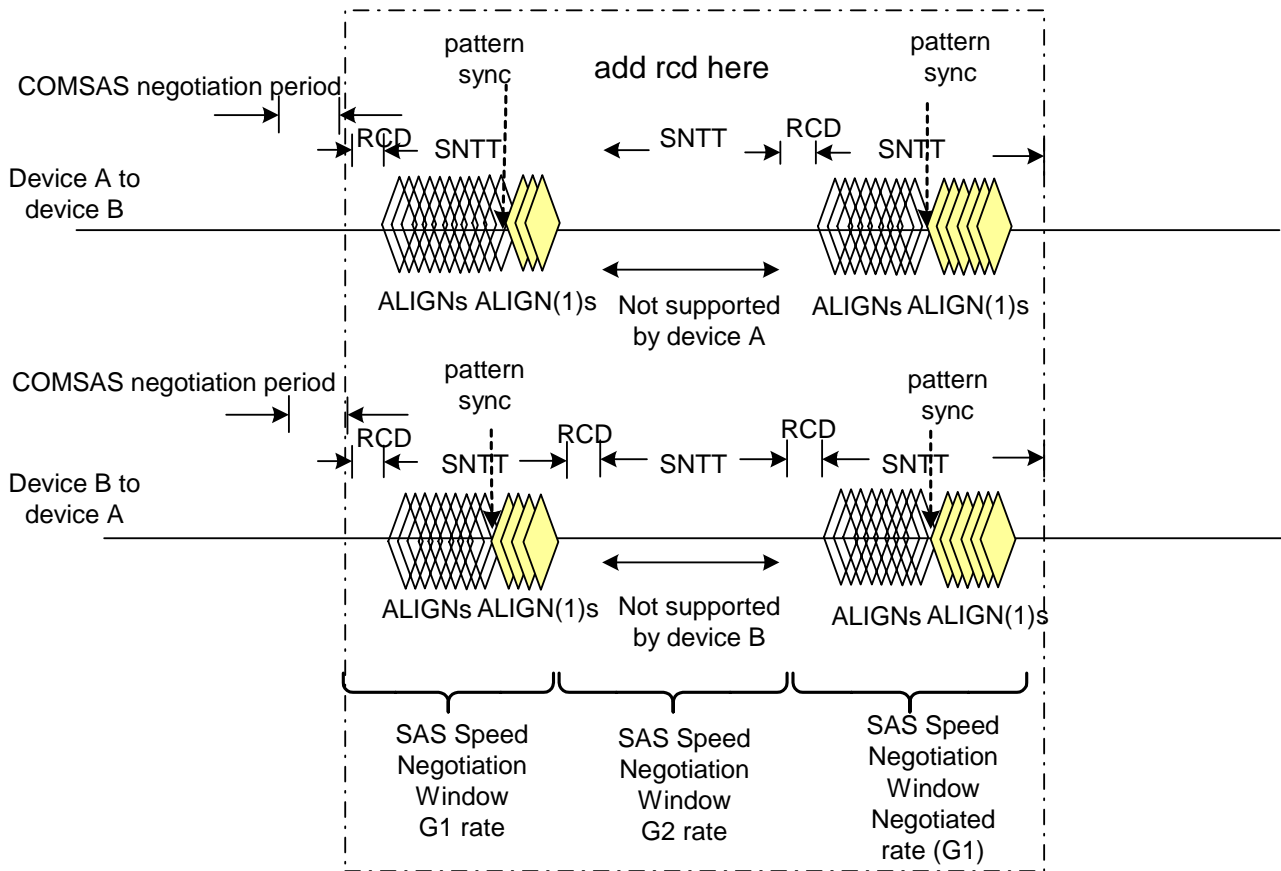 pattern
sync
add rcd here
pattern
sync
COMSAS negotiation period
RCD
SNTT
SNTT
RCD
SNTT
Device A to
device B
ALIGNs ALIGN(1)s
Not supported
by device A
ALIGNs ALIGN(1)s
COMSAS negotiation period
pattern
sync
pattern
sync
RCD
SNTT
RCD
SNTT
RCD
SNTT
Device B to
device A
ALIGNs ALIGN(1)s
Not supported
by device B
ALIGNs ALIGN(1)s
SAS Speed
Negotiation
Window
G1 rate
SAS Speed
Negotiation
Window
G2 rate
SAS Speed
Negotiation
Window
Negotiated
rate (G1)